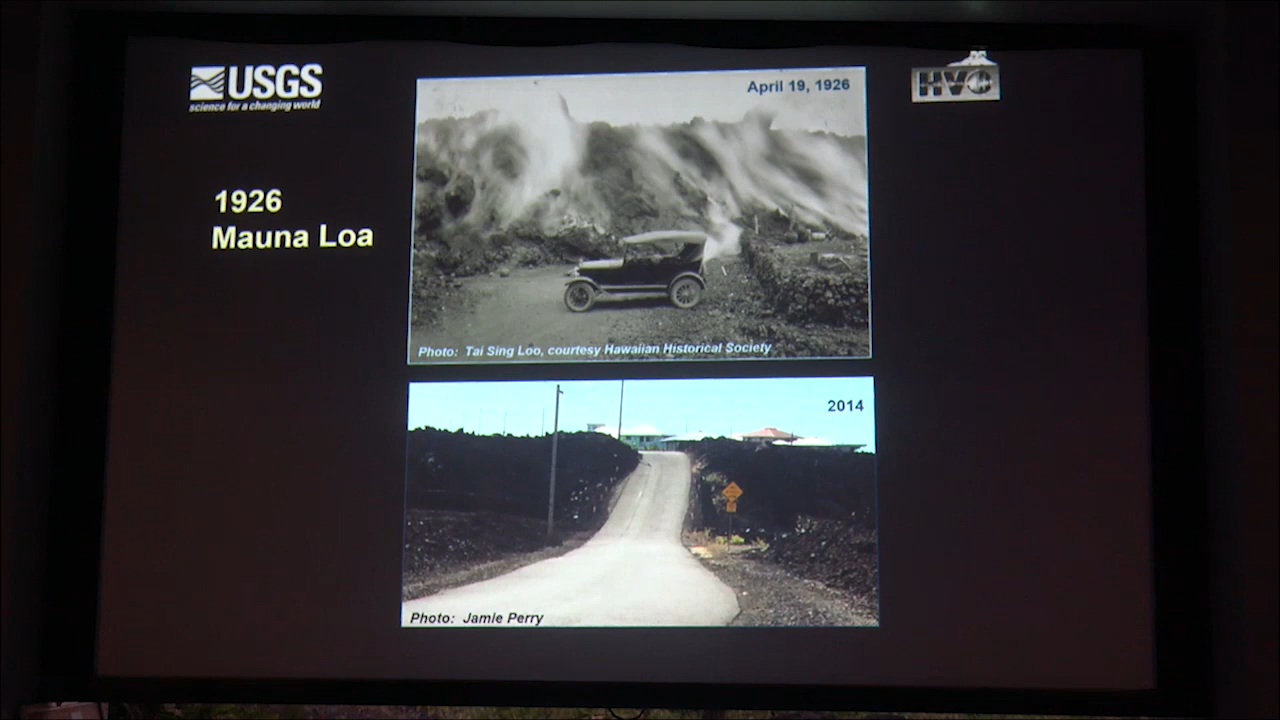 USGS
science for a changing world
HVO
1926
Mauna Loa
April 19, 1926
Photo: Tai Sing Loo, courtesy Hawaiian Historical Society
2014
Photo: Jamie Perry